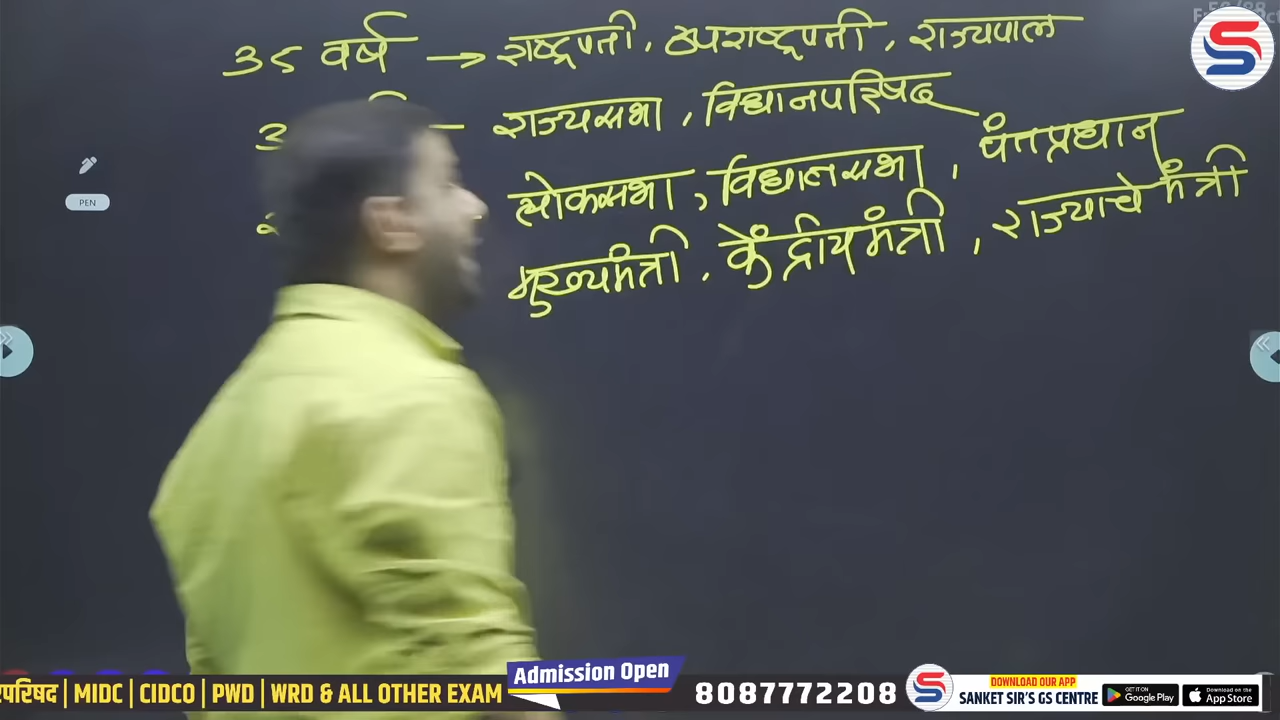 35 वर्ष → राष्ट्रपती, उपराष्ट्रपती, राज्यपाल
राज्यसभा, विधानपरिषद
लोकसभा, विधानसभा, पंतप्रधान
मुख्यमंत्री, केंद्रीयमंत्री, राज्याचे मंत्री
PEN
परिषद | MIDC | CIDCO | PWD | WRD & ALL OTHER EXAM
Admission Open
8087772208
DOWNLOAD OUR APP
SANKET SIR'S GS CENTRE
GET IT ON
Google Play
Download on the
App Store